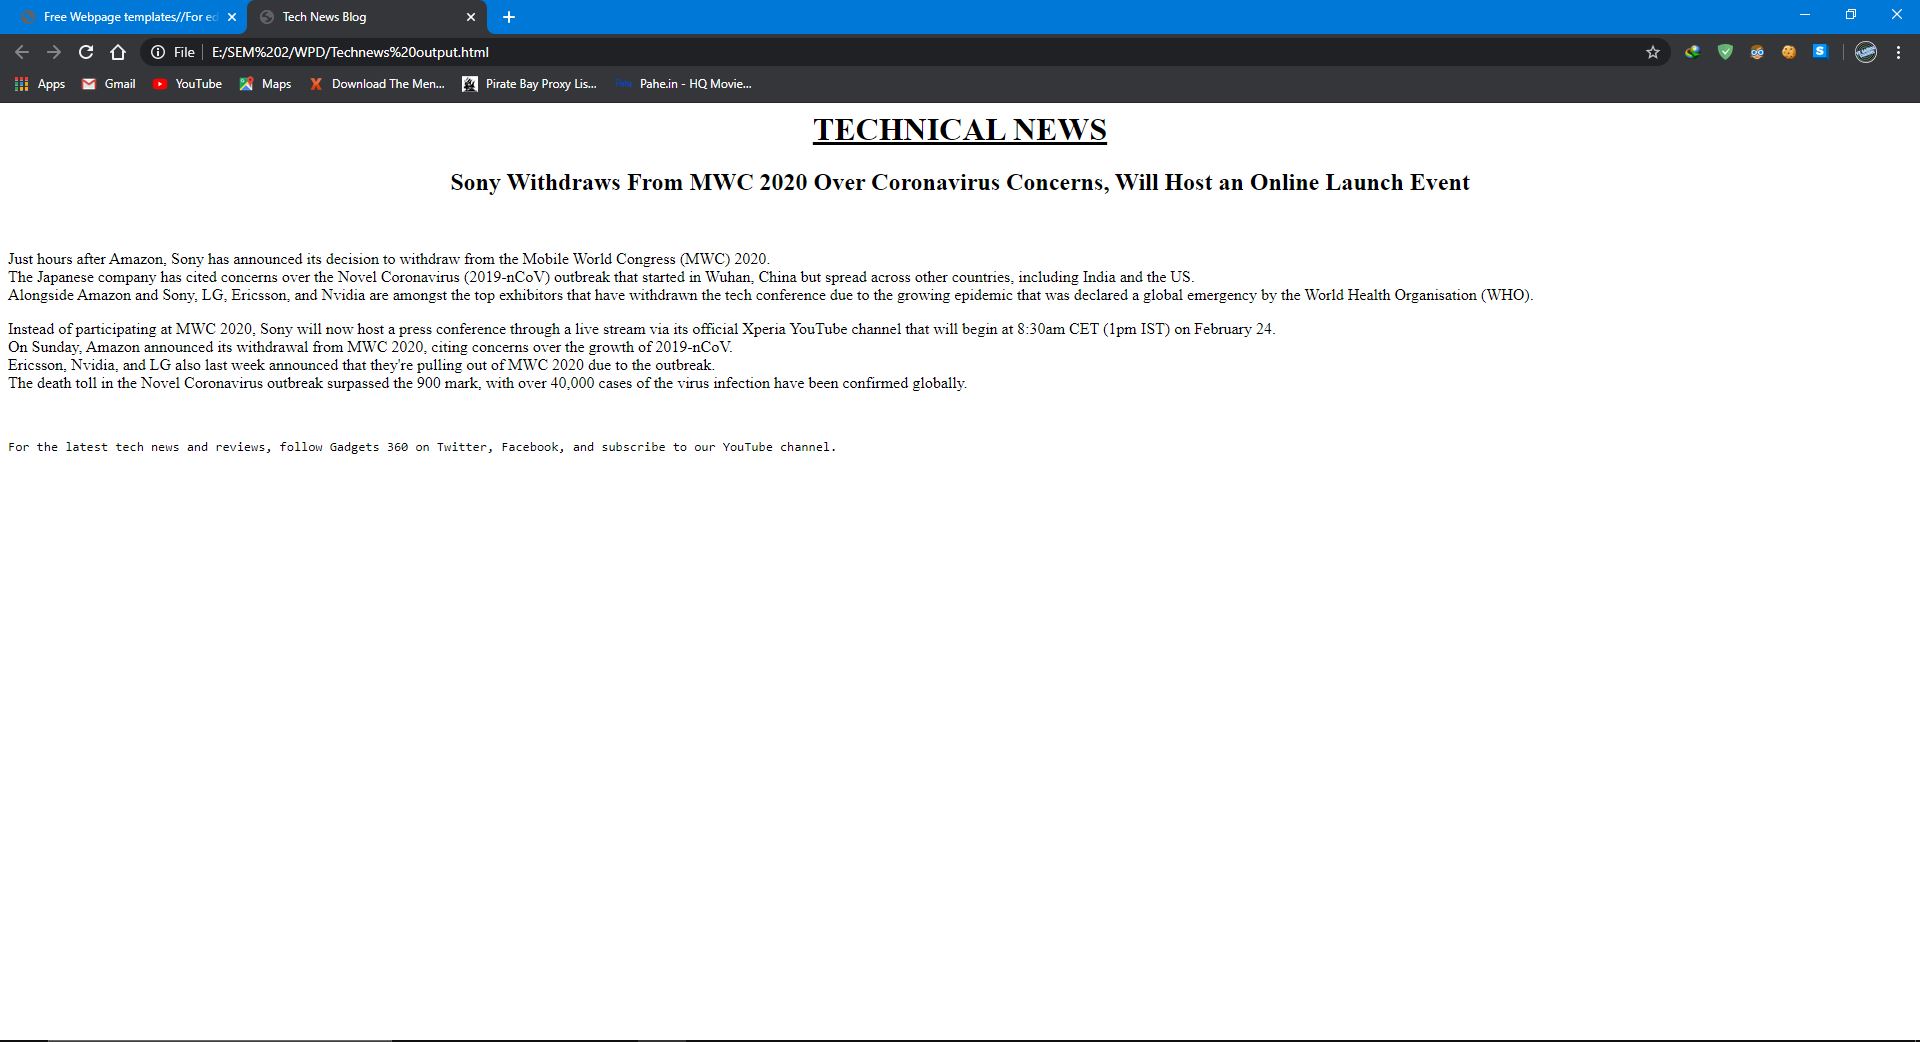 Free Webpage templates//For ed
Tech News Blog
File
E:/SEM%202/WPD/Technews%20output.html
Apps
Gmail
YouTube
Maps
Download The Men...
Pirate Bay Proxy Lis...
Pahe.in - HQ Movie...
TECHNICAL NEWS
Sony Withdraws From MWC 2020 Over Coronavirus Concerns, Will Host an Online Launch Event
Just hours after Amazon, Sony has announced its decision to withdraw from the Mobile World Congress (MWC) 2020.
The Japanese company has cited concerns over the Novel Coronavirus (2019-nCoV) outbreak that started in Wuhan, China but spread across other countries, including India and the US.
Alongside Amazon and Sony, LG, Ericsson, and Nvidia are amongst the top exhibitors that have withdrawn the tech conference due to the growing epidemic that was declared a global emergency by the World Health Organisation (WHO).
Instead of participating at MWC 2020, Sony will now host a press conference through a live stream via its official Xperia YouTube channel that will begin at 8:30am CET (1pm IST) on February 24.
On Sunday, Amazon announced its withdrawal from MWC 2020, citing concerns over the growth of 2019-nCoV.
Ericsson, Nvidia, and LG also last week announced that they're pulling out of MWC 2020 due to the outbreak.
The death toll in the Novel Coronavirus outbreak surpassed the 900 mark, with over 40,000 cases of the virus infection have been confirmed globally.
For the latest tech news and reviews, follow Gadgets 360 on Twitter, Facebook, and subscribe to our YouTube channel.